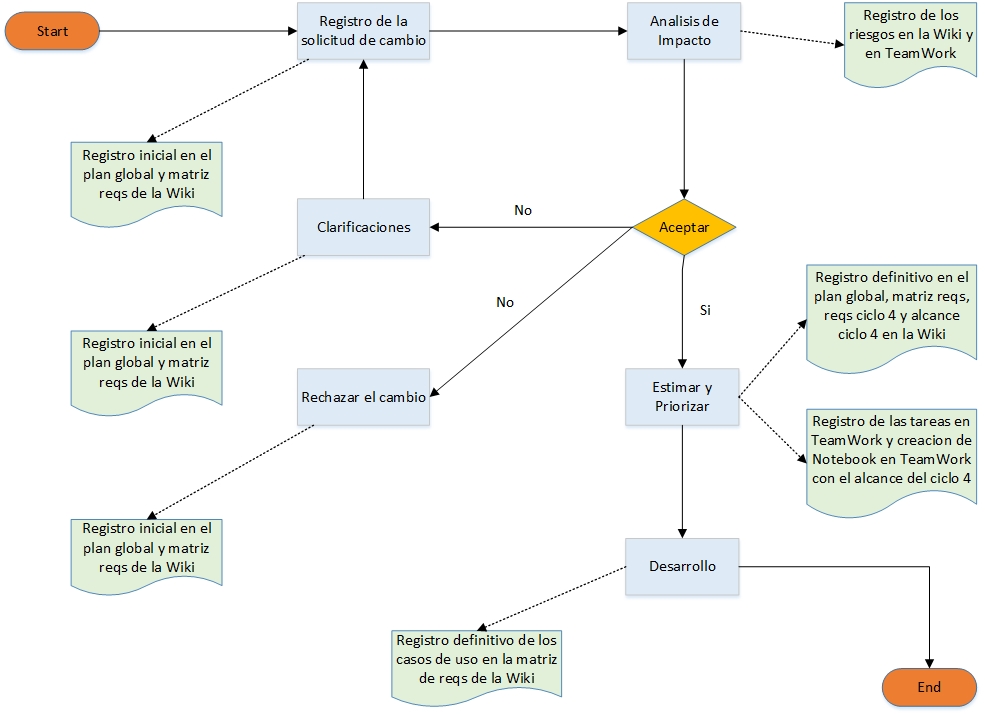 Start
Registro de la
solicitud de cambio
Analisis de
Impacto
Registro de los
riesgos en la Wiki y
en TeamWork
Registro inicial en el
plan global y matriz
reqs de la Wiki
Clarificaciones
No
Aceptar
No
Si
Registro definitivo en el
plan global, matriz reqs,
reqs ciclo 4 y alcance
ciclo 4 en la Wiki
Registro inicial en el
plan global y matriz
reqs de la Wiki
Rechazar el cambio
Estimar y
Priorizar
Registro de las tareas en
TeamWork y creacion de
Notebook en TeamWork
con el alcance del ciclo 4
Registro inicial en el
plan global y matriz
reqs de la Wiki
Desarrollo
Registro definitivo de los
casos de uso en la matriz
de reqs de la Wiki
End